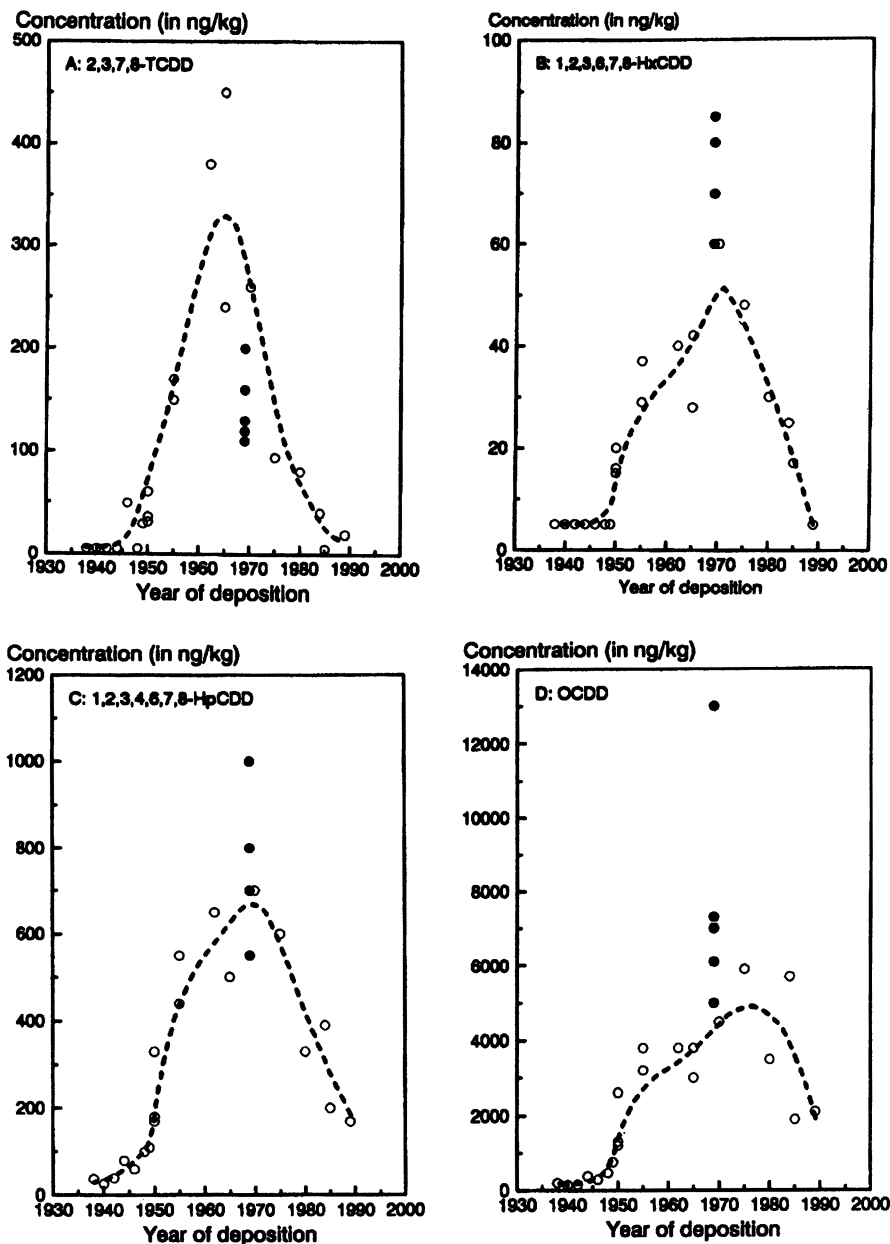 Concentration (in ng/kg)
A: 2,3,7,8-TCDD
500
400
300
200
100
0
1930 1940 1950 1960 1970 1980 1990 2000
Year of deposition
Concentration (in ng/kg)
B: 1,2,3,6,7,8-HxCDD
100
80
60
40
20
0
1930 1940 1950 1960 1970 1980 1990 2000
Year of deposition
Concentration (in ng/kg)
C: 1,2,3,4,6,7,8-HpCDD
1200
1000
800
600
400
200
0
1930 1940 1950 1960 1970 1980 1990 2000
Year of deposition
Concentration (in ng/kg)
D: OCDD
14000
12000
10000
8000
6000
4000
2000
0
1930 1940 1950 1960 1970 1980 1990 2000
Year of deposition